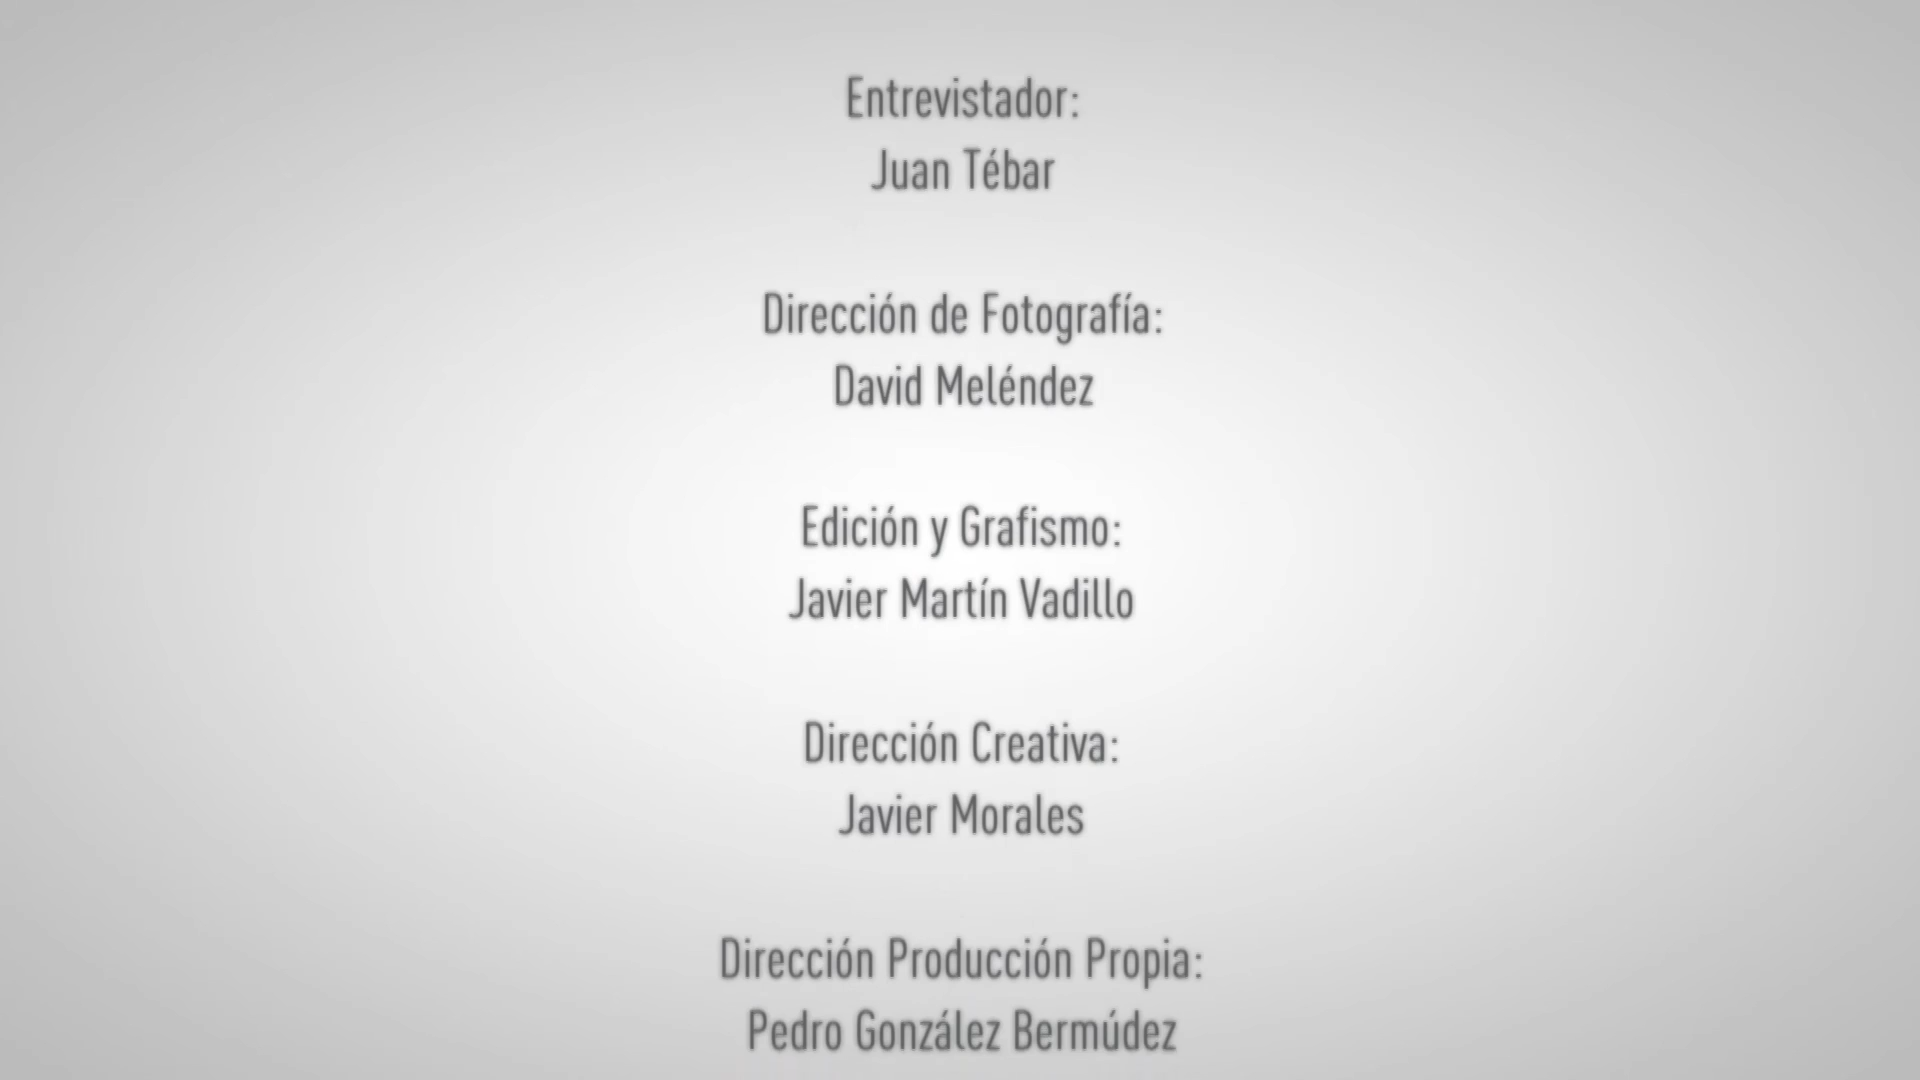 Entrevistador:
Juan Tébar
Dirección de Fotografía:
David Meléndez
Edición y Grafismo:
Javier Martín Vadillo
Dirección Creativa:
Javier Morales
Dirección Producción Propia:
Pedro González Bermúdez